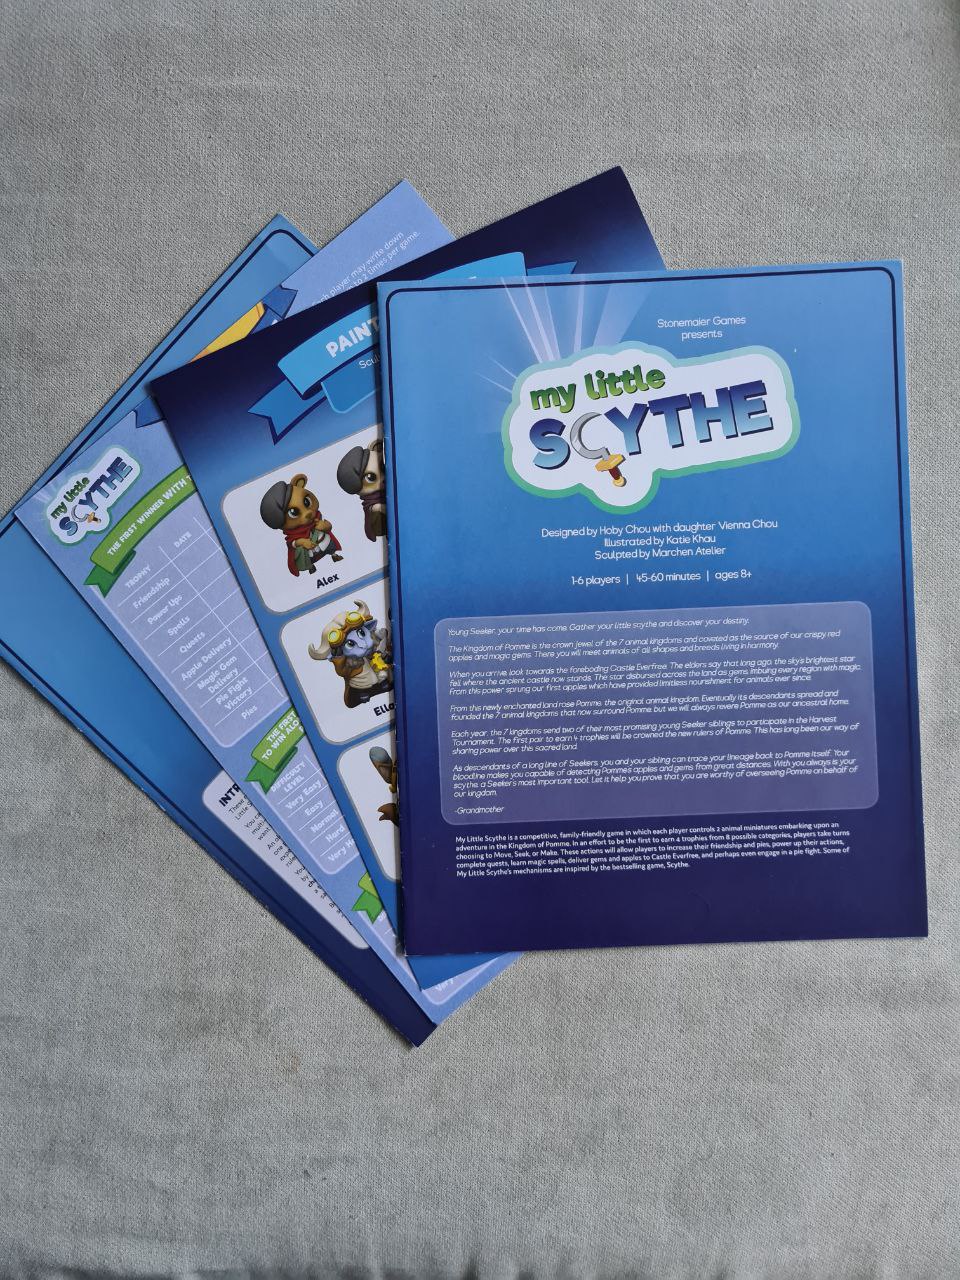 Stonemaier Games
presents
my little
SCYTHE
Designed by Hoby Chou with daughter Vienna Chou
Illustrated by Katie Khau
Sculpted by Marchen Atelier
1-6 players | 45-60 minutes | ages 8+
Young Seeker, your time has come. Gather your little scythe and discover your destiny.
The Kingdom of Pomme is the crown jewel of the 7 animal kingdoms and coveted as the source of our crispy red
apples and magic gems. There you will meet animals of all shapes and breeds living in harmony.
When you arrive, look towards the foreboding Castle Everfree. The elders say that long ago, the sky's brightest star
fell where the ancient castle now stands. The star disbursed across the land as gems, imbuing every region with magic.
From this power sprung our first apples which have provided limitless nourishment for animals ever since.
From this newly enchanted land rose Pomme, the original animal kingdom. Eventually its descendants spread and
founded the 7 animal kingdoms that now surround Pomme, but we will always revere Pomme as our ancestral home.
Each year, the 7 kingdoms send two of their most promising young Seeker siblings to participate in the Harvest
Tournament. The first pair to earn 4 trophies will be crowned the new rulers of Pomme. This has long been our way of
sharing power over this sacred land.
As descendants of a long line of Seekers, you and your sibling can trace your lineage back to Pomme itself. Your
bloodline makes you capable of detecting Pomme's apples and gems from great distances. With you always is your
scythe, a Seeker's most important tool. Let it help you prove that you are worthy of overseeing Pomme on behalf of
our kingdom.
-Grandmother
My Little Scythe is a competitive, family-friendly game in which each player controls 2 animal miniatures embarking upon an
adventure in the Kingdom of Pomme. In an effort to be the first to earn 4 trophies from 8 possible categories, players take turns
choosing to Move, Seek, or Make. These actions will allow players to increase their friendship and pies, power up their actions,
complete quests, learn magic spells, deliver gems and apples to Castle Everfree, and perhaps even engage in a pie fight. Some of
My Little Scythe's mechanisms are inspired by the bestselling game, Scythe.
PAINT
Scul
Alex
Ella
Each player may write down
to 2 times per game.
my little
SCYTHE
THE FIRST WINNER WITH
TROPHY
DATE
Friendship
Power Ups
Spells
Quests
Apple Delivery
Magic Gem
Delivery
Pie Fight
Victory
Pies
THE FIRST
TO WIN ALO
DIFFICULTY
LEVEL
Very Easy
Easy
Normal
Hard
Very H
Very
INTR
These
Little
You ca